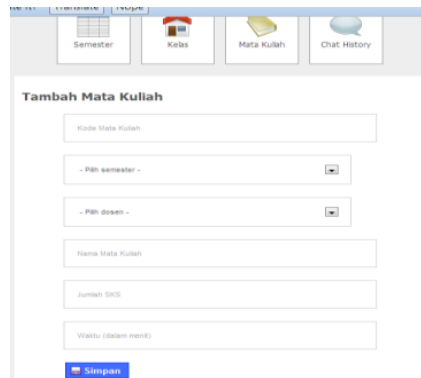 Translate Nope
Semester Kelas Mata Kuliah Chat History
Tambah Mata Kuliah
Kode Mata Kuliah
- Pilih semester -
- Pilih dosen -
Nama Mata Kuliah
Jumlah SKS
Waktu (dalam menit)
Simpan